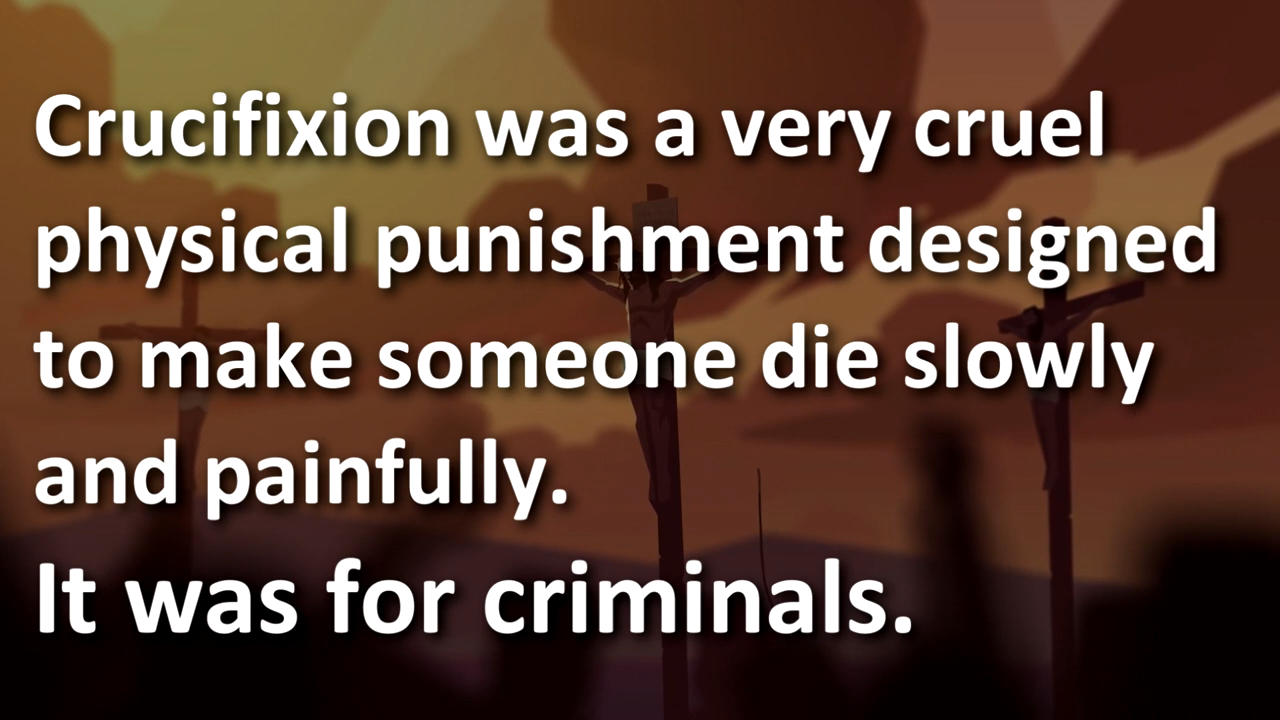 Crucifixion was a very cruel
physical punishment designed
to make someone die slowly
and painfully.
It was for criminals.